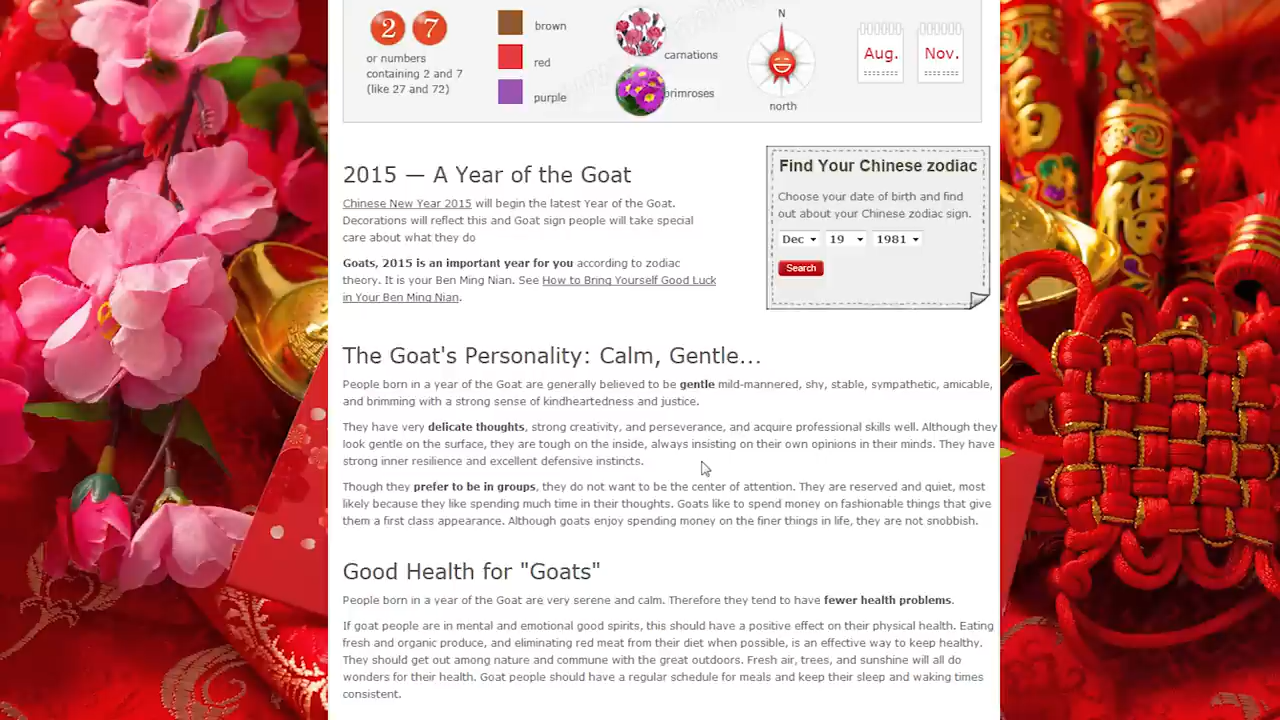 2 7
or numbers
containing 2 and 7
(like 27 and 72)
brown
red
purple
carnations
primroses
N
north
Aug.
Nov.
2015 — A Year of the Goat
Chinese New Year 2015 will begin the latest Year of the Goat.
Decorations will reflect this and Goat sign people will take special
care about what they do
Goats, 2015 is an important year for you according to zodiac
theory. It is your Ben Ming Nian. See How to Bring Yourself Good Luck
in Your Ben Ming Nian.
Find Your Chinese zodiac
Choose your date of birth and find
out about your Chinese zodiac sign.
Dec 19 1981
Search
The Goat's Personality: Calm, Gentle...
People born in a year of the Goat are generally believed to be gentle mild-mannered, shy, stable, sympathetic, amicable,
and brimming with a strong sense of kindheartedness and justice.
They have very delicate thoughts, strong creativity, and perseverance, and acquire professional skills well. Although they
look gentle on the surface, they are tough on the inside, always insisting on their own opinions in their minds. They have
strong inner resilience and excellent defensive instincts.
Though they prefer to be in groups, they do not want to be the center of attention. They are reserved and quiet, most
likely because they like spending much time in their thoughts. Goats like to spend money on fashionable things that give
them a first class appearance. Although goats enjoy spending money on the finer things in life, they are not snobbish.
Good Health for "Goats"
People born in a year of the Goat are very serene and calm. Therefore they tend to have fewer health problems.
If goat people are in mental and emotional good spirits, this should have a positive effect on their physical health. Eating
fresh and organic produce, and eliminating red meat from their diet when possible, is an effective way to keep healthy.
They should get out among nature and commune with the great outdoors. Fresh air, trees, and sunshine will all do
wonders for their health. Goat people should have a regular schedule for meals and keep their sleep and waking times
consistent.